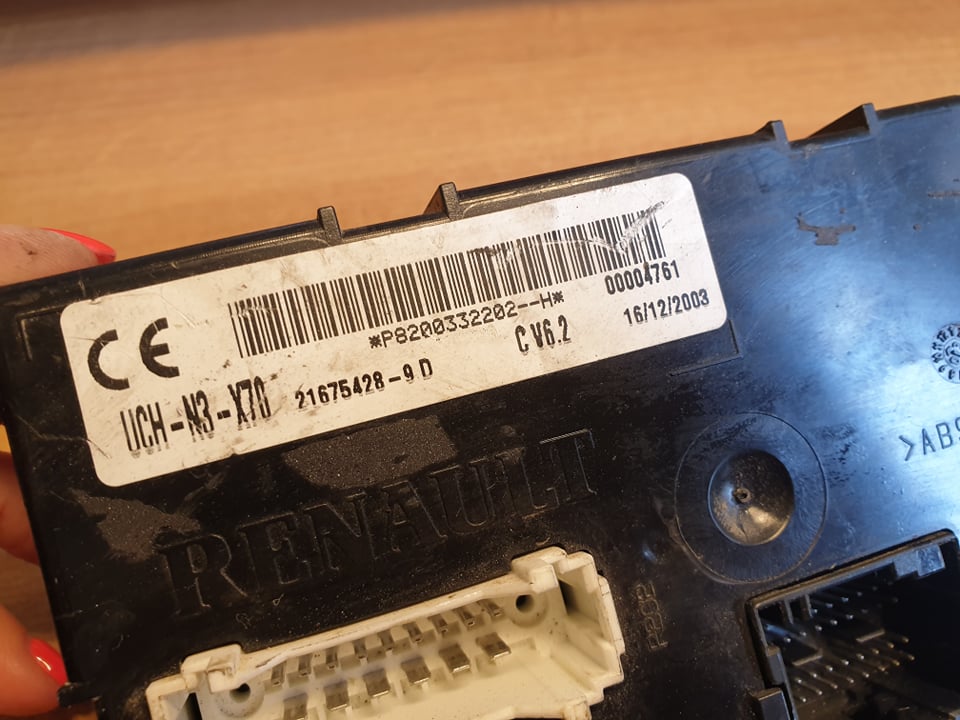 *P8200332202--H*
00004761
CE
UCH-N3-X70
21675428-9 D
C V6.2
16/12/2003
RENAULT
>ABS